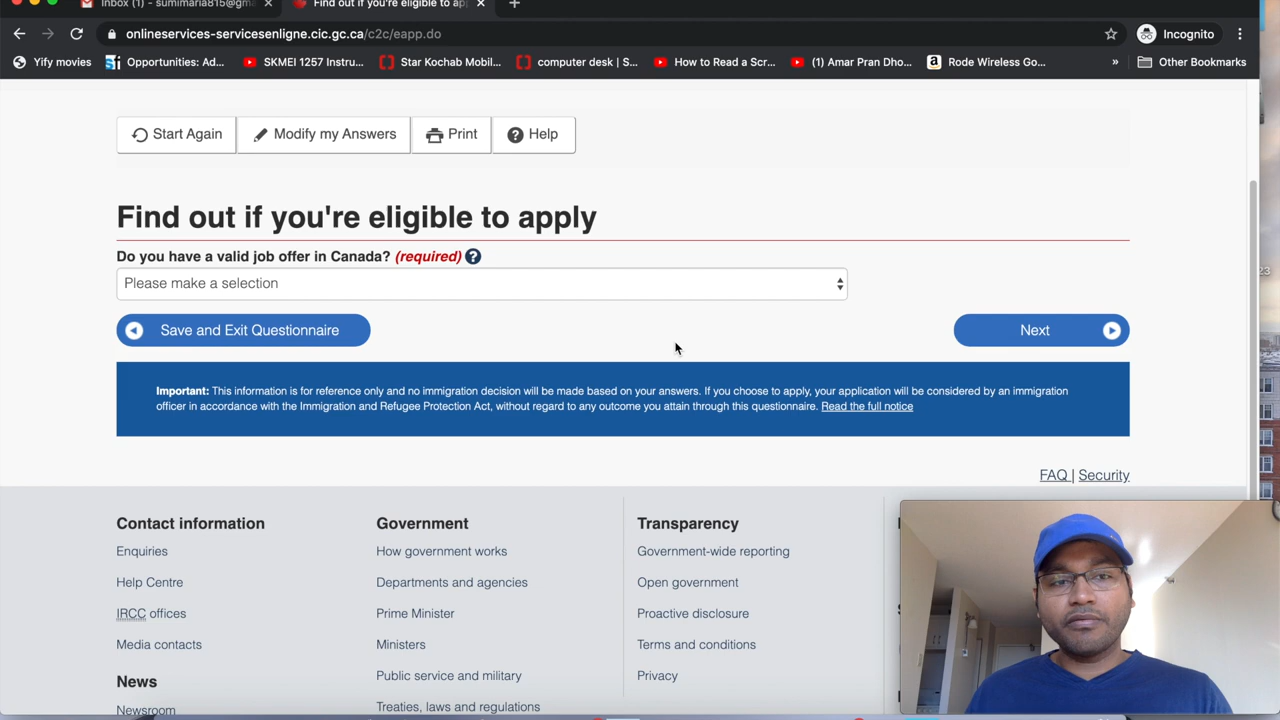 Inbox (1) - sumimaria815@gma
Find out if you're eligible to ap
onlineservices-servicesenligne.cic.gc.ca/c2c/eapp.do
Incognito
Yify movies
Opportunities: Ad...
SKMEI 1257 Instru...
Star Kochab Mobil...
computer desk | S...
How to Read a Scr...
(1) Amar Pran Dho...
Rode Wireless Go...
»
Other Bookmarks
Start Again
Modify my Answers
Print
Help
Find out if you're eligible to apply
Do you have a valid job offer in Canada? (required)
Please make a selection
Save and Exit Questionnaire
Next
Important: This information is for reference only and no immigration decision will be made based on your answers. If you choose to apply, your application will be considered by an immigration
officer in accordance with the Immigration and Refugee Protection Act, without regard to any outcome you attain through this questionnaire. Read the full notice
FAQ | Security
Contact information
Enquiries
Help Centre
IRCC offices
Media contacts
News
Newsroom
Government
How government works
Departments and agencies
Prime Minister
Ministers
Public service and military
Treaties, laws and regulations
Transparency
Government-wide reporting
Open government
Proactive disclosure
Terms and conditions
Privacy
23